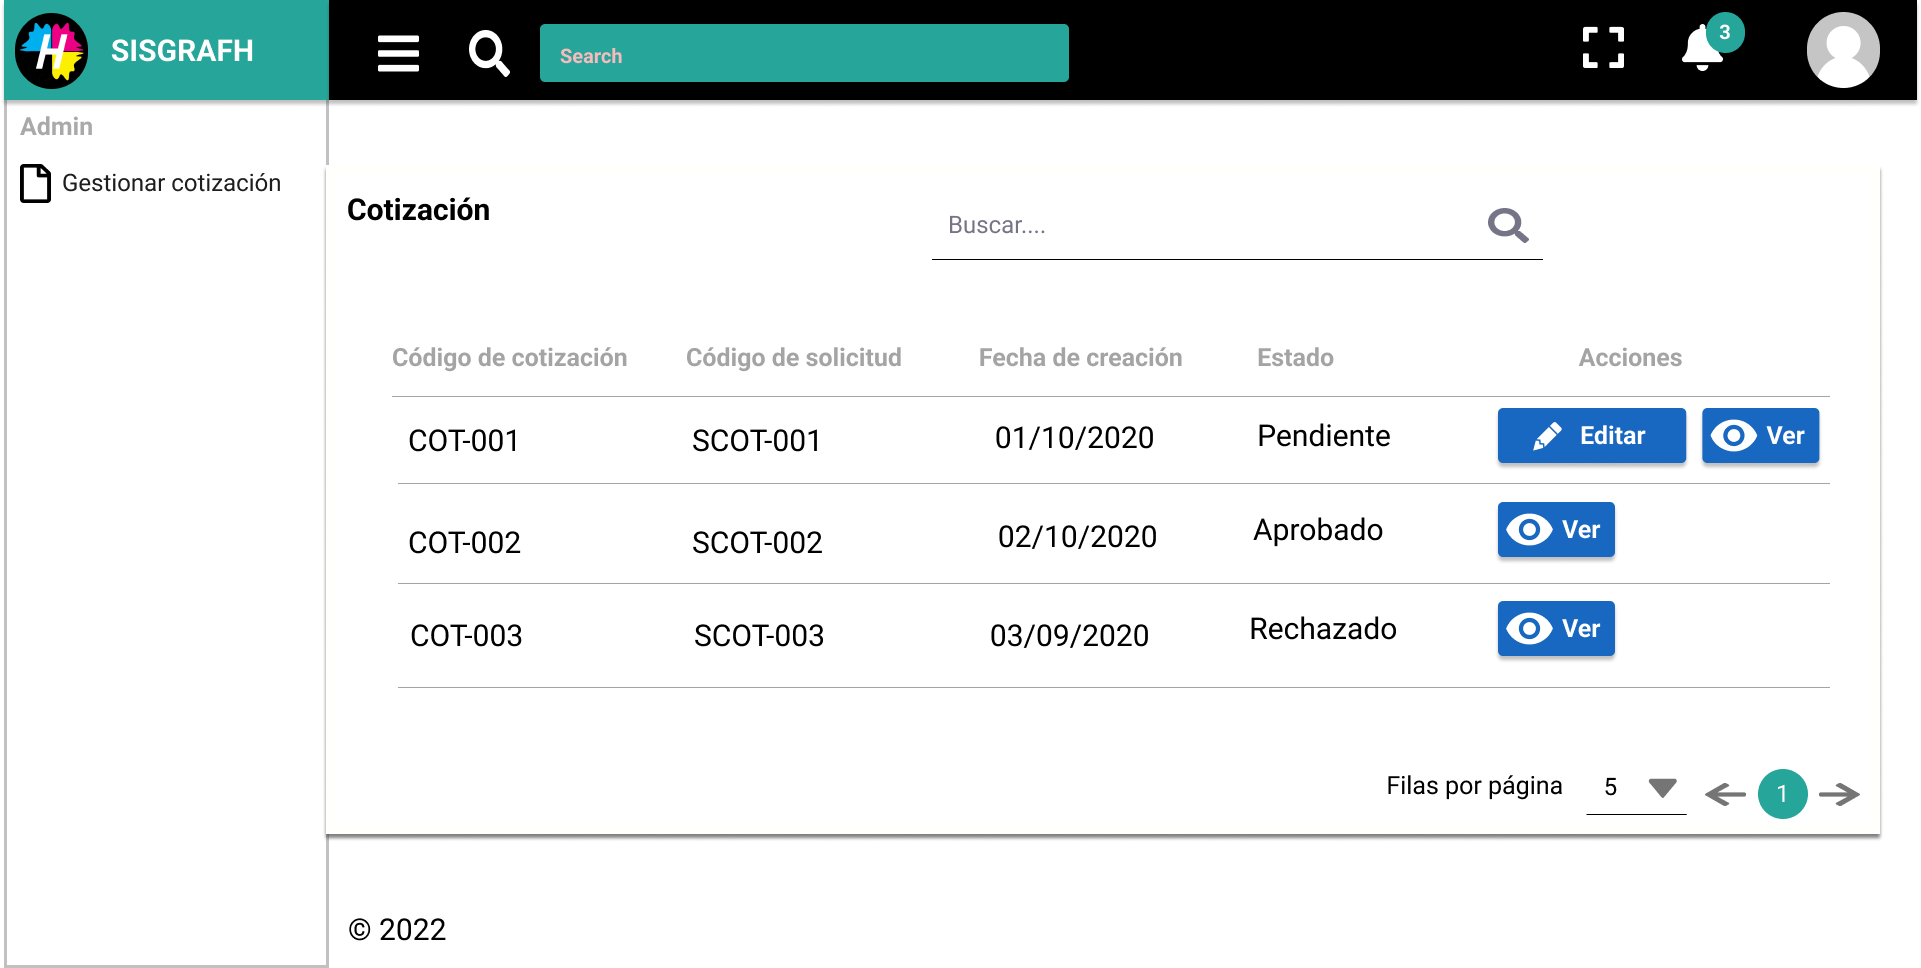 H SISGRAFH
Search
3
Admin
Gestionar cotización
Cotización
Buscar....
Código de cotización Código de solicitud Fecha de creación Estado Acciones
COT-001 SCOT-001 01/10/2020 Pendiente Editar Ver
COT-002 SCOT-002 02/10/2020 Aprobado Ver
COT-003 SCOT-003 03/09/2020 Rechazado Ver
Filas por página 5 1
© 2022